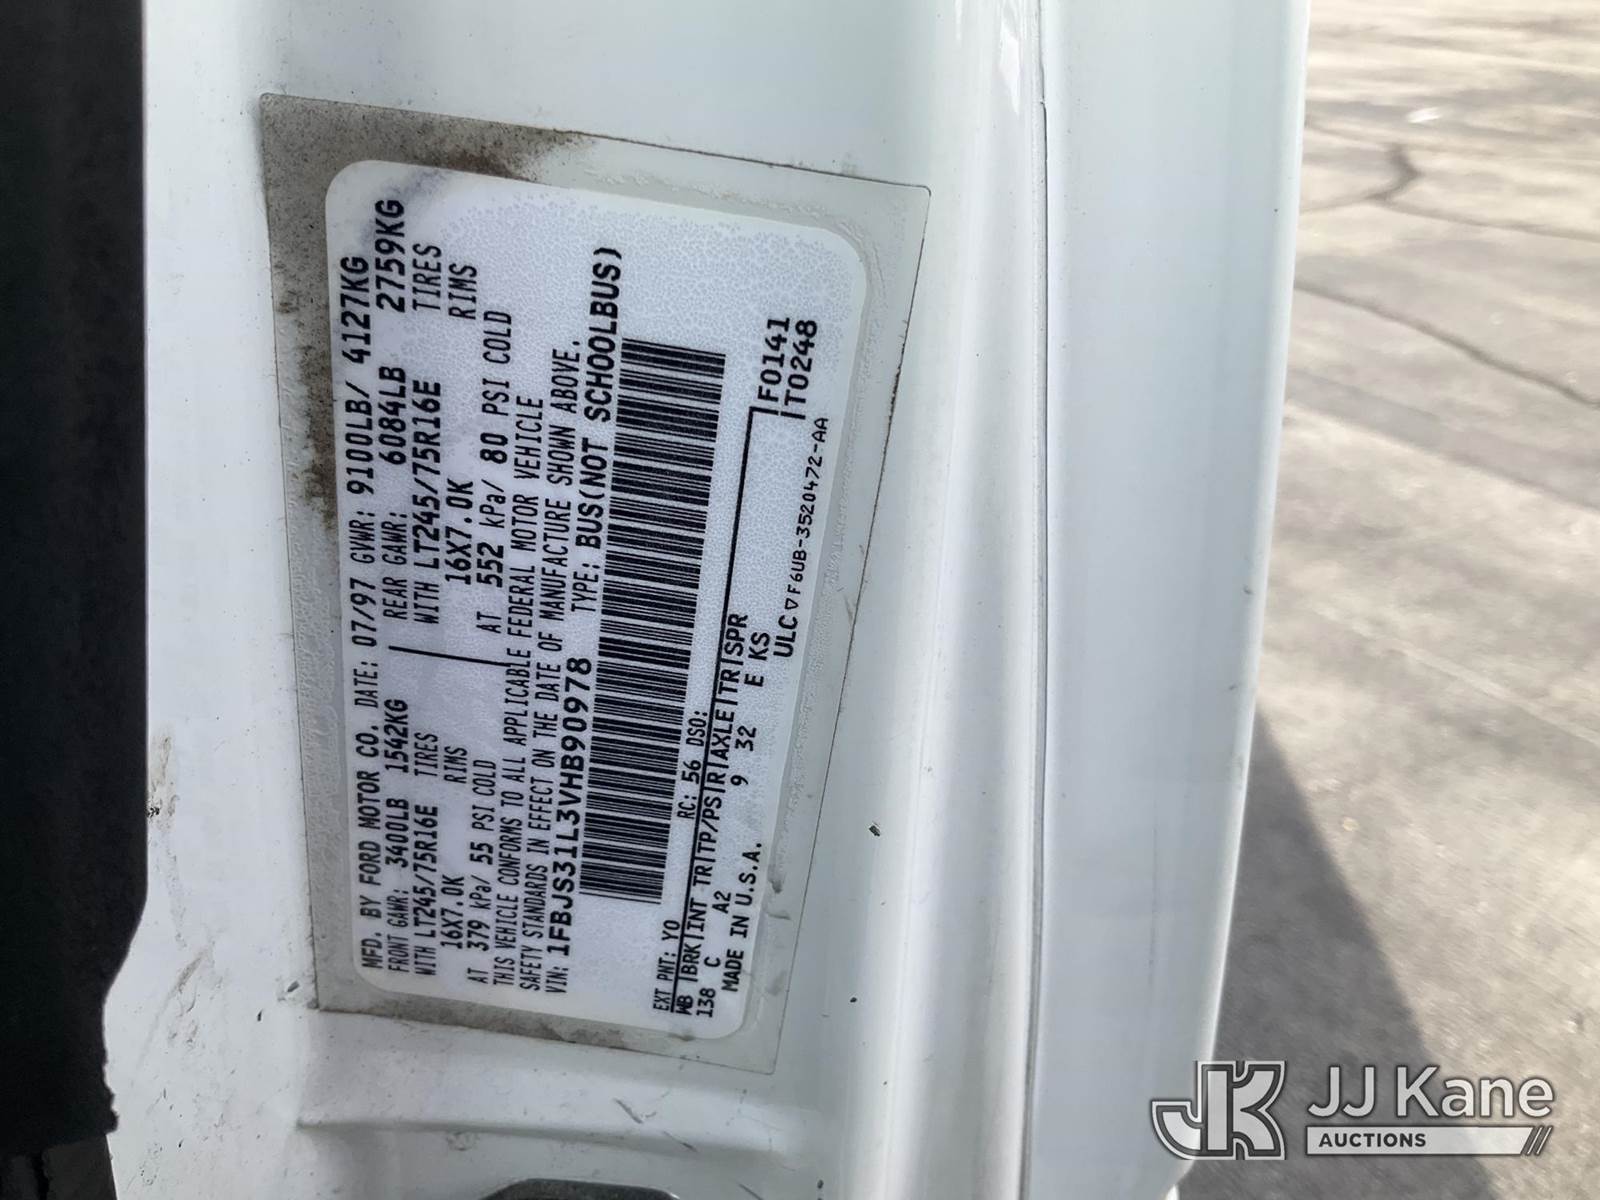 MFD. BY FORD MOTOR CO. DATE: 07/97 GVWR: 9100LB/ 4127KG
FRONT GAWR: 3400LB 1542KG REAR GAWR: 6084LB 2759KG
WITH LT245/75R16E TIRES WITH LT245/75R16E TIRES
16X7.0K RIMS 16X7.0K RIMS
AT 379 kPa/ 55 PSI COLD AT 552 kPa/ 80 PSI COLD
THIS VEHICLE CONFORMS TO ALL APPLICABLE FEDERAL MOTOR VEHICLE
SAFETY STANDARDS IN EFFECT ON THE DATE OF MANUFACTURE SHOWN ABOVE.
VIN: 1FBJS31L3VHB90978 TYPE: BUS(NOT SCHOOLBUS)
EXT PNT: YO RC: 56 DSO:
WB |BRK|INT TR|TP/PS|R|AXLE|TR|SPR |F0141
138 C A2 9 32 E KS |T0248
MADE IN U.S.A. ULC▽F6UB-3520472-AA
JK JJ Kane
AUCTIONS